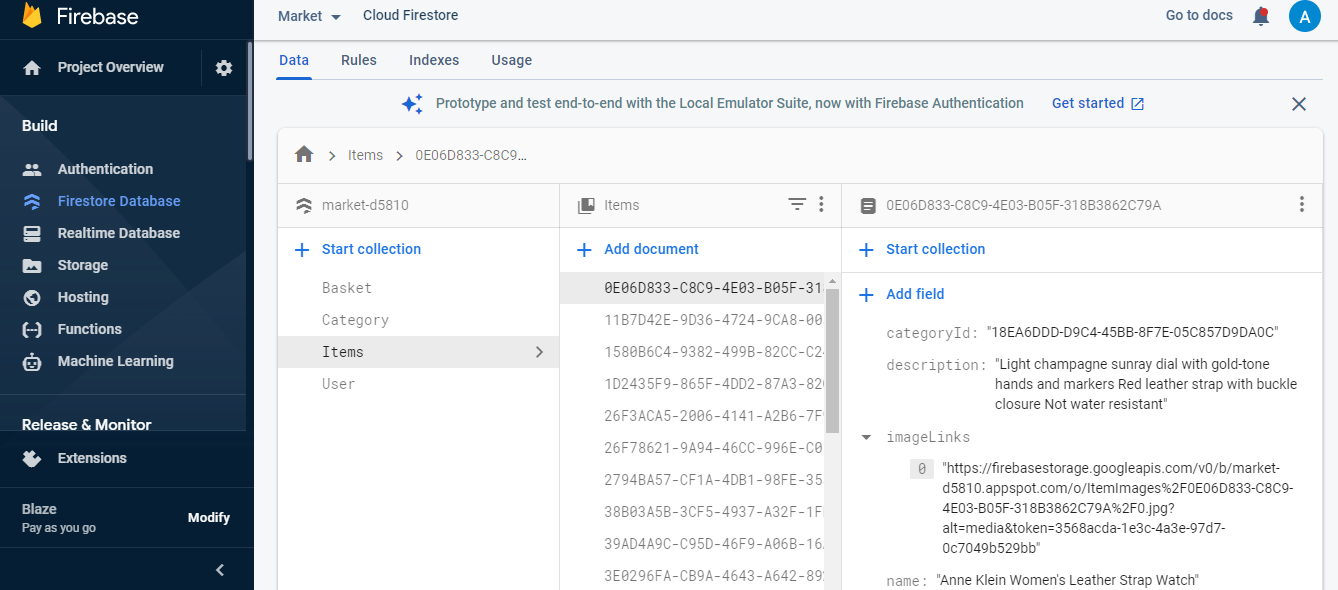 Firebase
Market
Cloud Firestore
Go to docs
A
Project Overview
Data
Rules
Indexes
Usage
Prototype and test end-to-end with the Local Emulator Suite, now with Firebase Authentication
Get started
Build
Authentication
Firestore Database
Realtime Database
Storage
Hosting
Functions
Machine Learning
Release & Monitor
Extensions
Blaze
Pay as you go
Modify
Items
0E06D833-C8C9...
market-d5810
Start collection
Basket
Category
Items
User
Items
Add document
0E06D833-C8C9-4E03-B05F-31
11B7D42E-9D36-4724-9CA8-00
1580B6C4-9382-499B-82CC-C2
1D2435F9-865F-4DD2-87A3-82
26F3ACA5-2006-4141-A2B6-7F
26F78621-9A94-46CC-996E-C0
2794BA57-CF1A-4DB1-98FE-35
38B03A5B-3CF5-4937-A32F-1F
39AD4A9C-C95D-46F9-A06B-16
3E0296FA-CB9A-4643-A642-89
0E06D833-C8C9-4E03-B05F-318B3862C79A
Start collection
Add field
categoryId: "18EA6DDD-D9C4-45BB-8F7E-05C857D9DA0C"
description: "Light champagne sunray dial with gold-tone
hands and markers Red leather strap with buckle
closure Not water resistant"
imageLinks
0 "https://firebasestorage.googleapis.com/v0/b/market-
d5810.appspot.com/o/ItemImages%2F0E06D833-C8C9-
4E03-B05F-318B3862C79A%2F0.jpg?
alt=media&token=3568acda-1e3c-4a3e-97d7-
0c7049b529bb"
name: "Anne Klein Women's Leather Strap Watch"